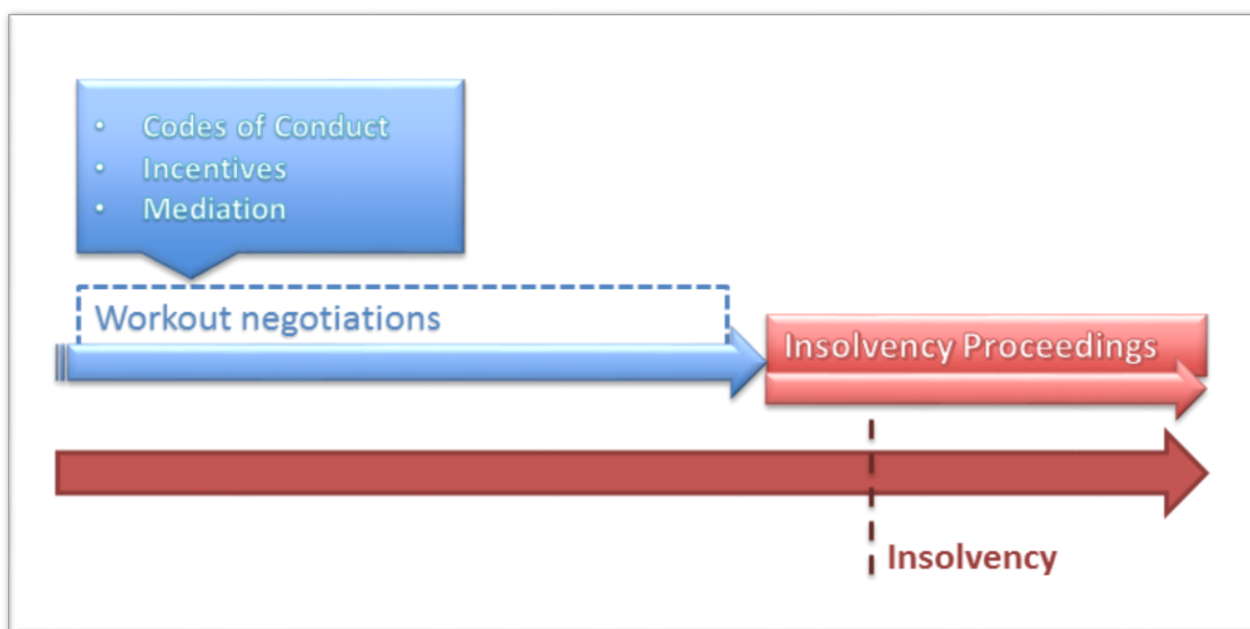 • Codes of Conduct
• Incentives
• Mediation
Workout negotiations
Insolvency Proceedings
Insolvency